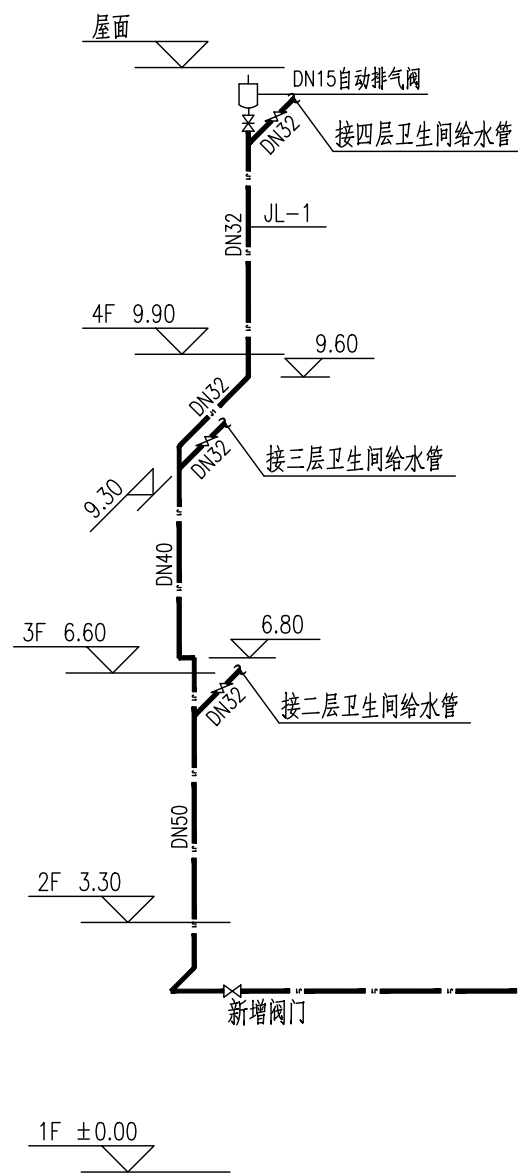 屋面
DN15自动排气阀
DN32
接四层卫生间给水管
DN32
JL-1
4F 9.90
9.60
DN32
DN32
接三层卫生间给水管
9.30
DN40
3F 6.60
6.80
DN32
接二层卫生间给水管
DN50
2F 3.30
新增阀门
1F ±0.00